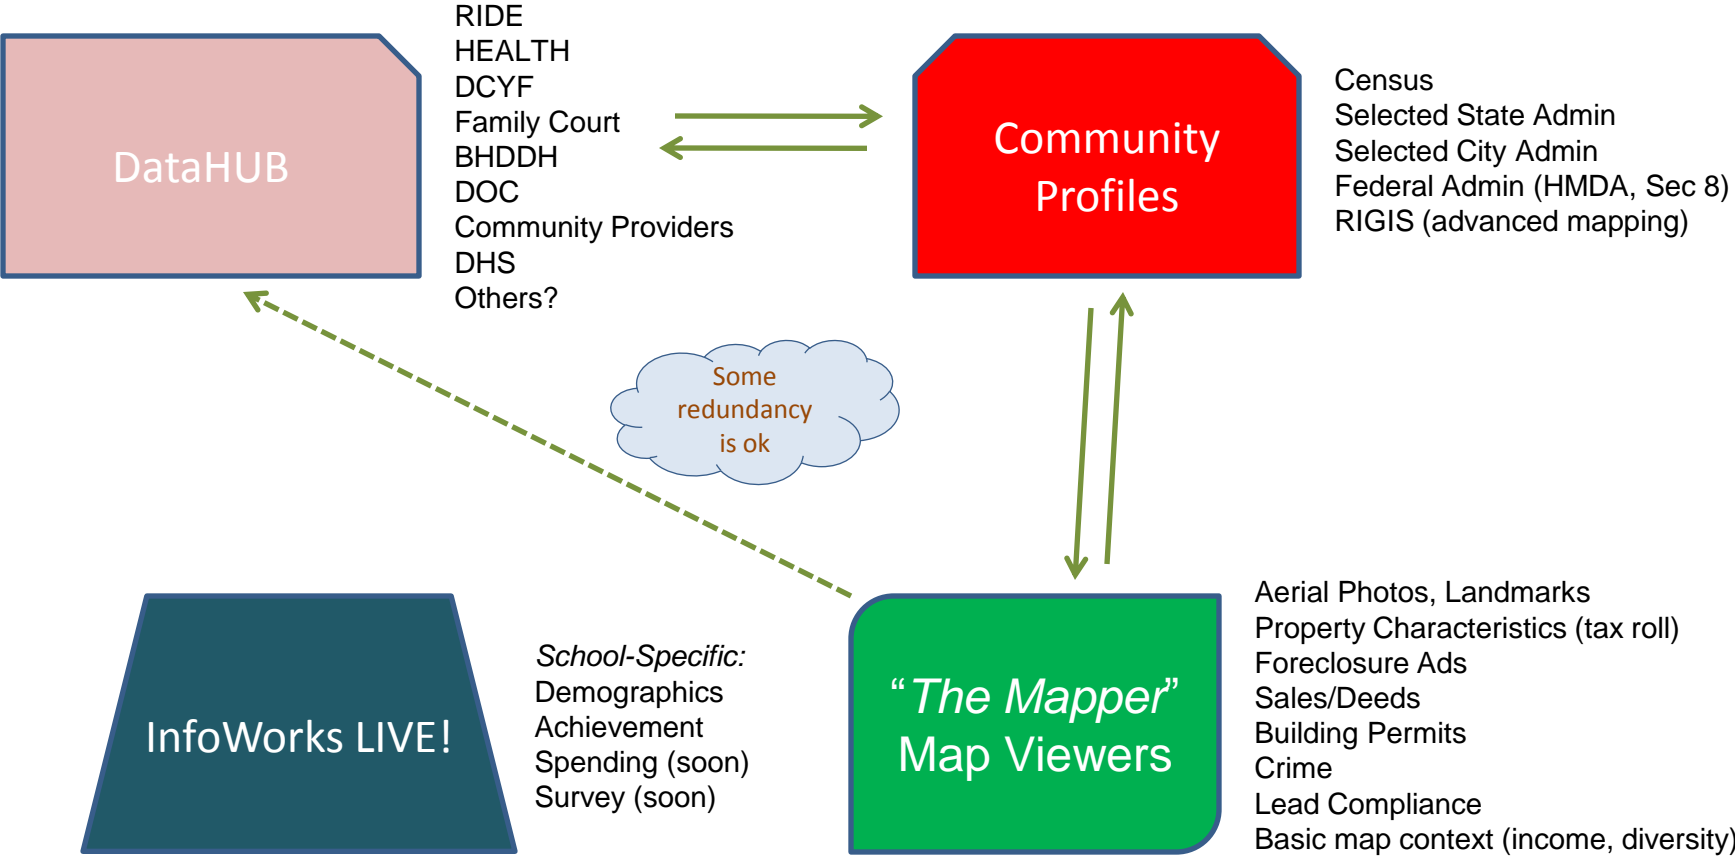 DataHUB
RIDE
HEALTH
DCYF
Family Court
BHDDH
DOC
Community Providers
DHS
Others?
Community
Profiles
Census
Selected State Admin
Selected City Admin
Federal Admin (HMDA, Sec 8)
RIGIS (advanced mapping)
Some
redundancy
is ok
InfoWorks LIVE!
School-Specific:
Demographics
Achievement
Spending (soon)
Survey (soon)
“The Mapper”
Map Viewers
Aerial Photos, Landmarks
Property Characteristics (tax roll)
Foreclosure Ads
Sales/Deeds
Building Permits
Crime
Lead Compliance
Basic map context (income, diversity)